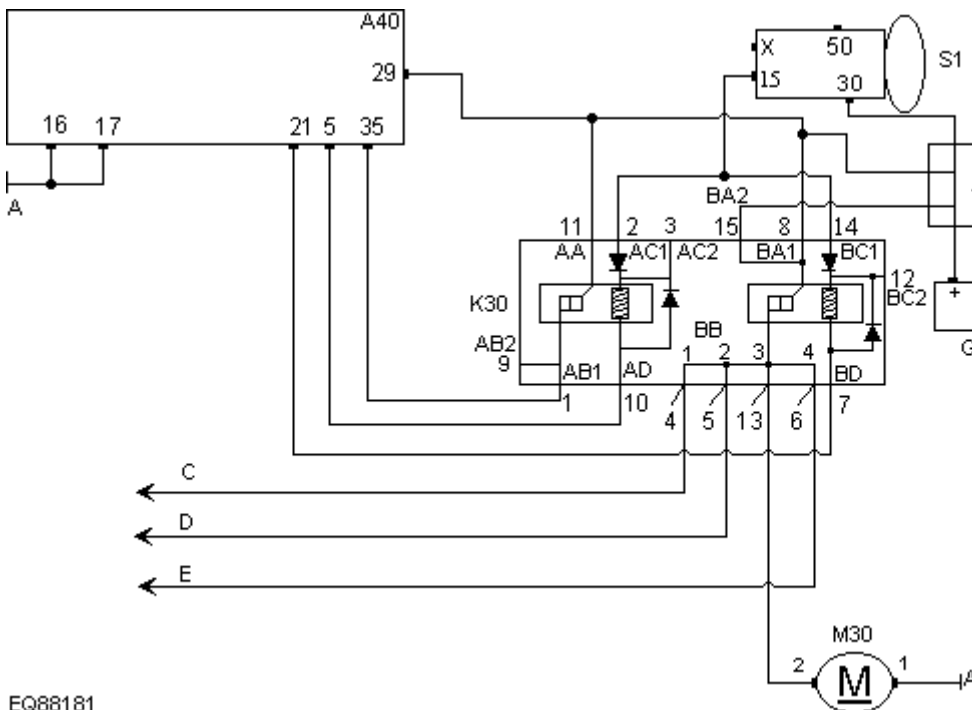 A40
X 50
S1
29
15 30
16 17 21 5 35
A
BA2
11 2 3 15 8 14
AA AC1 AC2 BA1 BC1
12
K30
BC2
+
BB
G
AB2
1 2 3 4
9
AB1 AD BD
1 10 4 5 13 6 7
C
D
E
M30
2 M 1
A
EQ88181